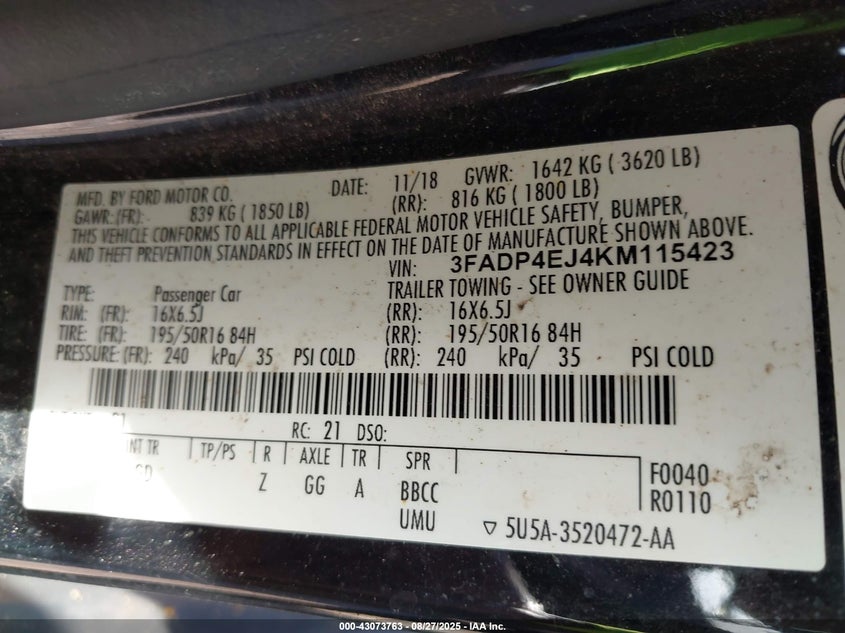 MFD. BY FORD MOTOR CO. DATE: 11/18 GVWR: 1642 KG ( 3620 LB)
GAWR: (FR): 839 KG ( 1850 LB) (RR): 816 KG ( 1800 LB)
THIS VEHICLE CONFORMS TO ALL APPLICABLE FEDERAL MOTOR VEHICLE SAFETY, BUMPER,
AND THEFT PREVENTION STANDARDS IN EFFECT ON THE DATE OF MANUFACTURE SHOWN ABOVE.
VIN: 3FADP4EJ4KM115423
TYPE: Passenger Car TRAILER TOWING - SEE OWNER GUIDE
RIM: (FR): 16X6.5J (RR): 16X6.5J
TIRE: (FR): 195/50R16 84H (RR): 195/50R16 84H
PRESSURE: (FR): 240 kPa/ 35 PSI COLD (RR): 240 kPa/ 35 PSI COLD
RC: 21 DSO:
INT TR TP/PS R AXLE TR SPR
Z GG A BBCC
UMU
F0040
R0110
▽ 5U5A-3520472-AA
000-43073763 - 08/27/2025 - IAA Inc.